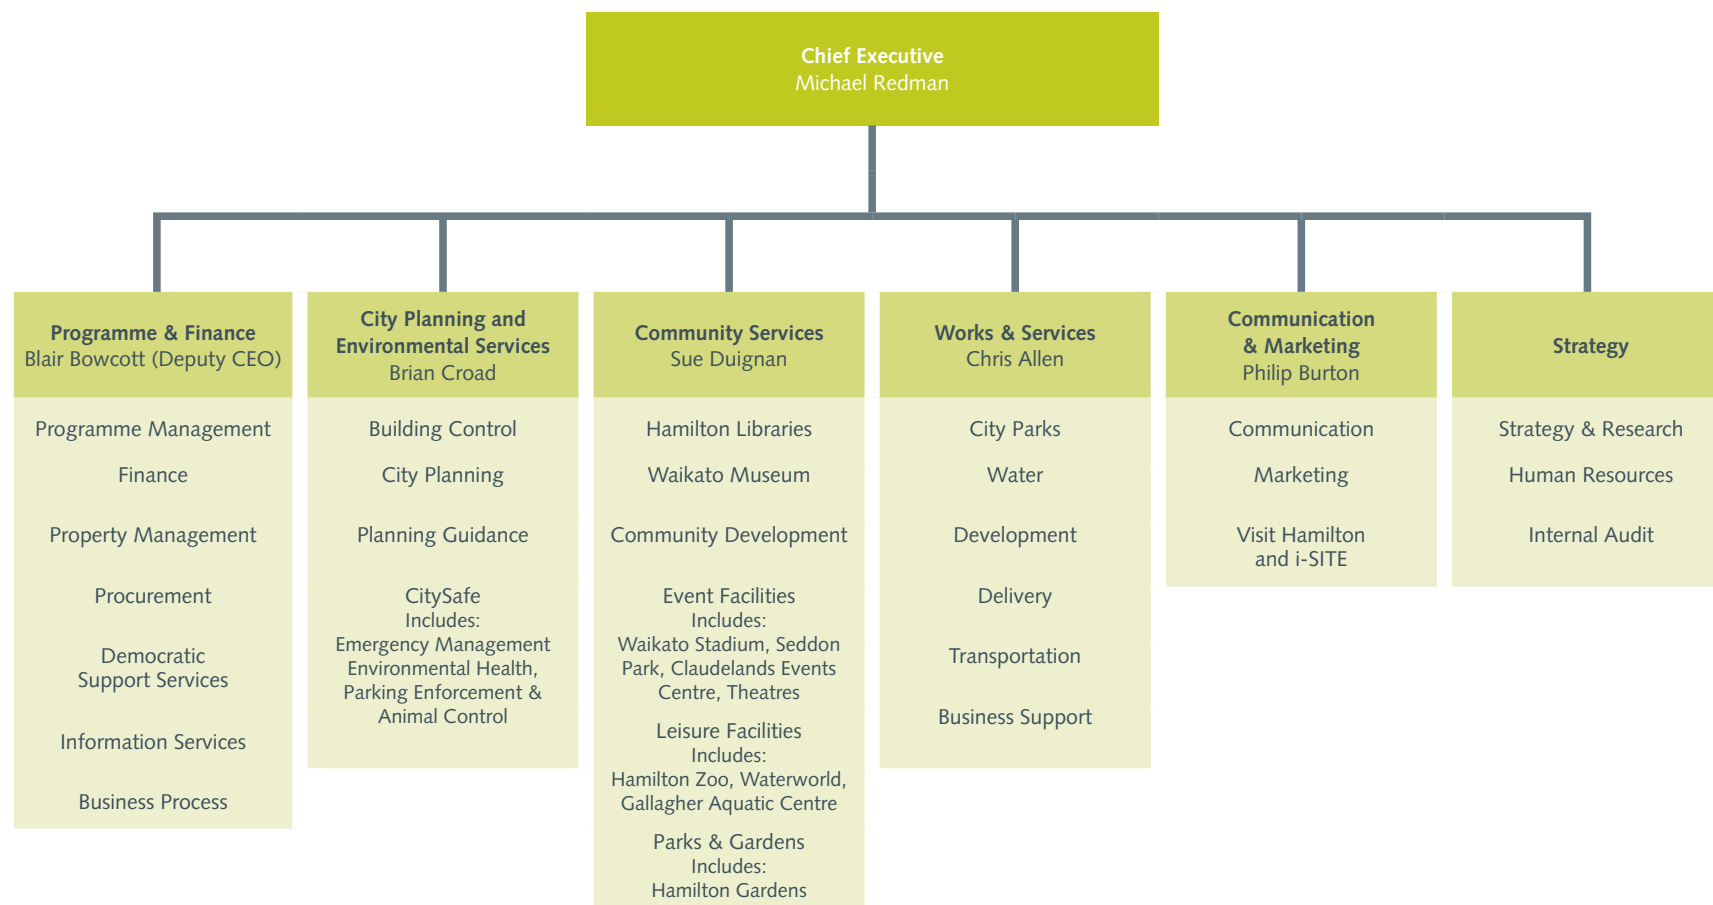 Chief Executive
Michael Redman
Programme & Finance
Blair Bowcott (Deputy CEO)
Programme Management
Finance
Property Management
Procurement
Democratic
Support Services
Information Services
Business Process
City Planning and
Environmental Services
Brian Croad
Building Control
City Planning
Planning Guidance
CitySafe
Includes:
Emergency Management
Environmental Health,
Parking Enforcement &
Animal Control
Community Services
Sue Duignan
Hamilton Libraries
Waikato Museum
Community Development
Event Facilities
Includes:
Waikato Stadium, Seddon
Park, Claudelands Events
Centre, Theatres
Leisure Facilities
Includes:
Hamilton Zoo, Waterworld,
Gallagher Aquatic Centre
Parks & Gardens
Includes:
Hamilton Gardens
Works & Services
Chris Allen
City Parks
Water
Development
Delivery
Transportation
Business Support
Communication
& Marketing
Philip Burton
Communication
Marketing
Visit Hamilton
and i-SITE
Strategy
Strategy & Research
Human Resources
Internal Audit